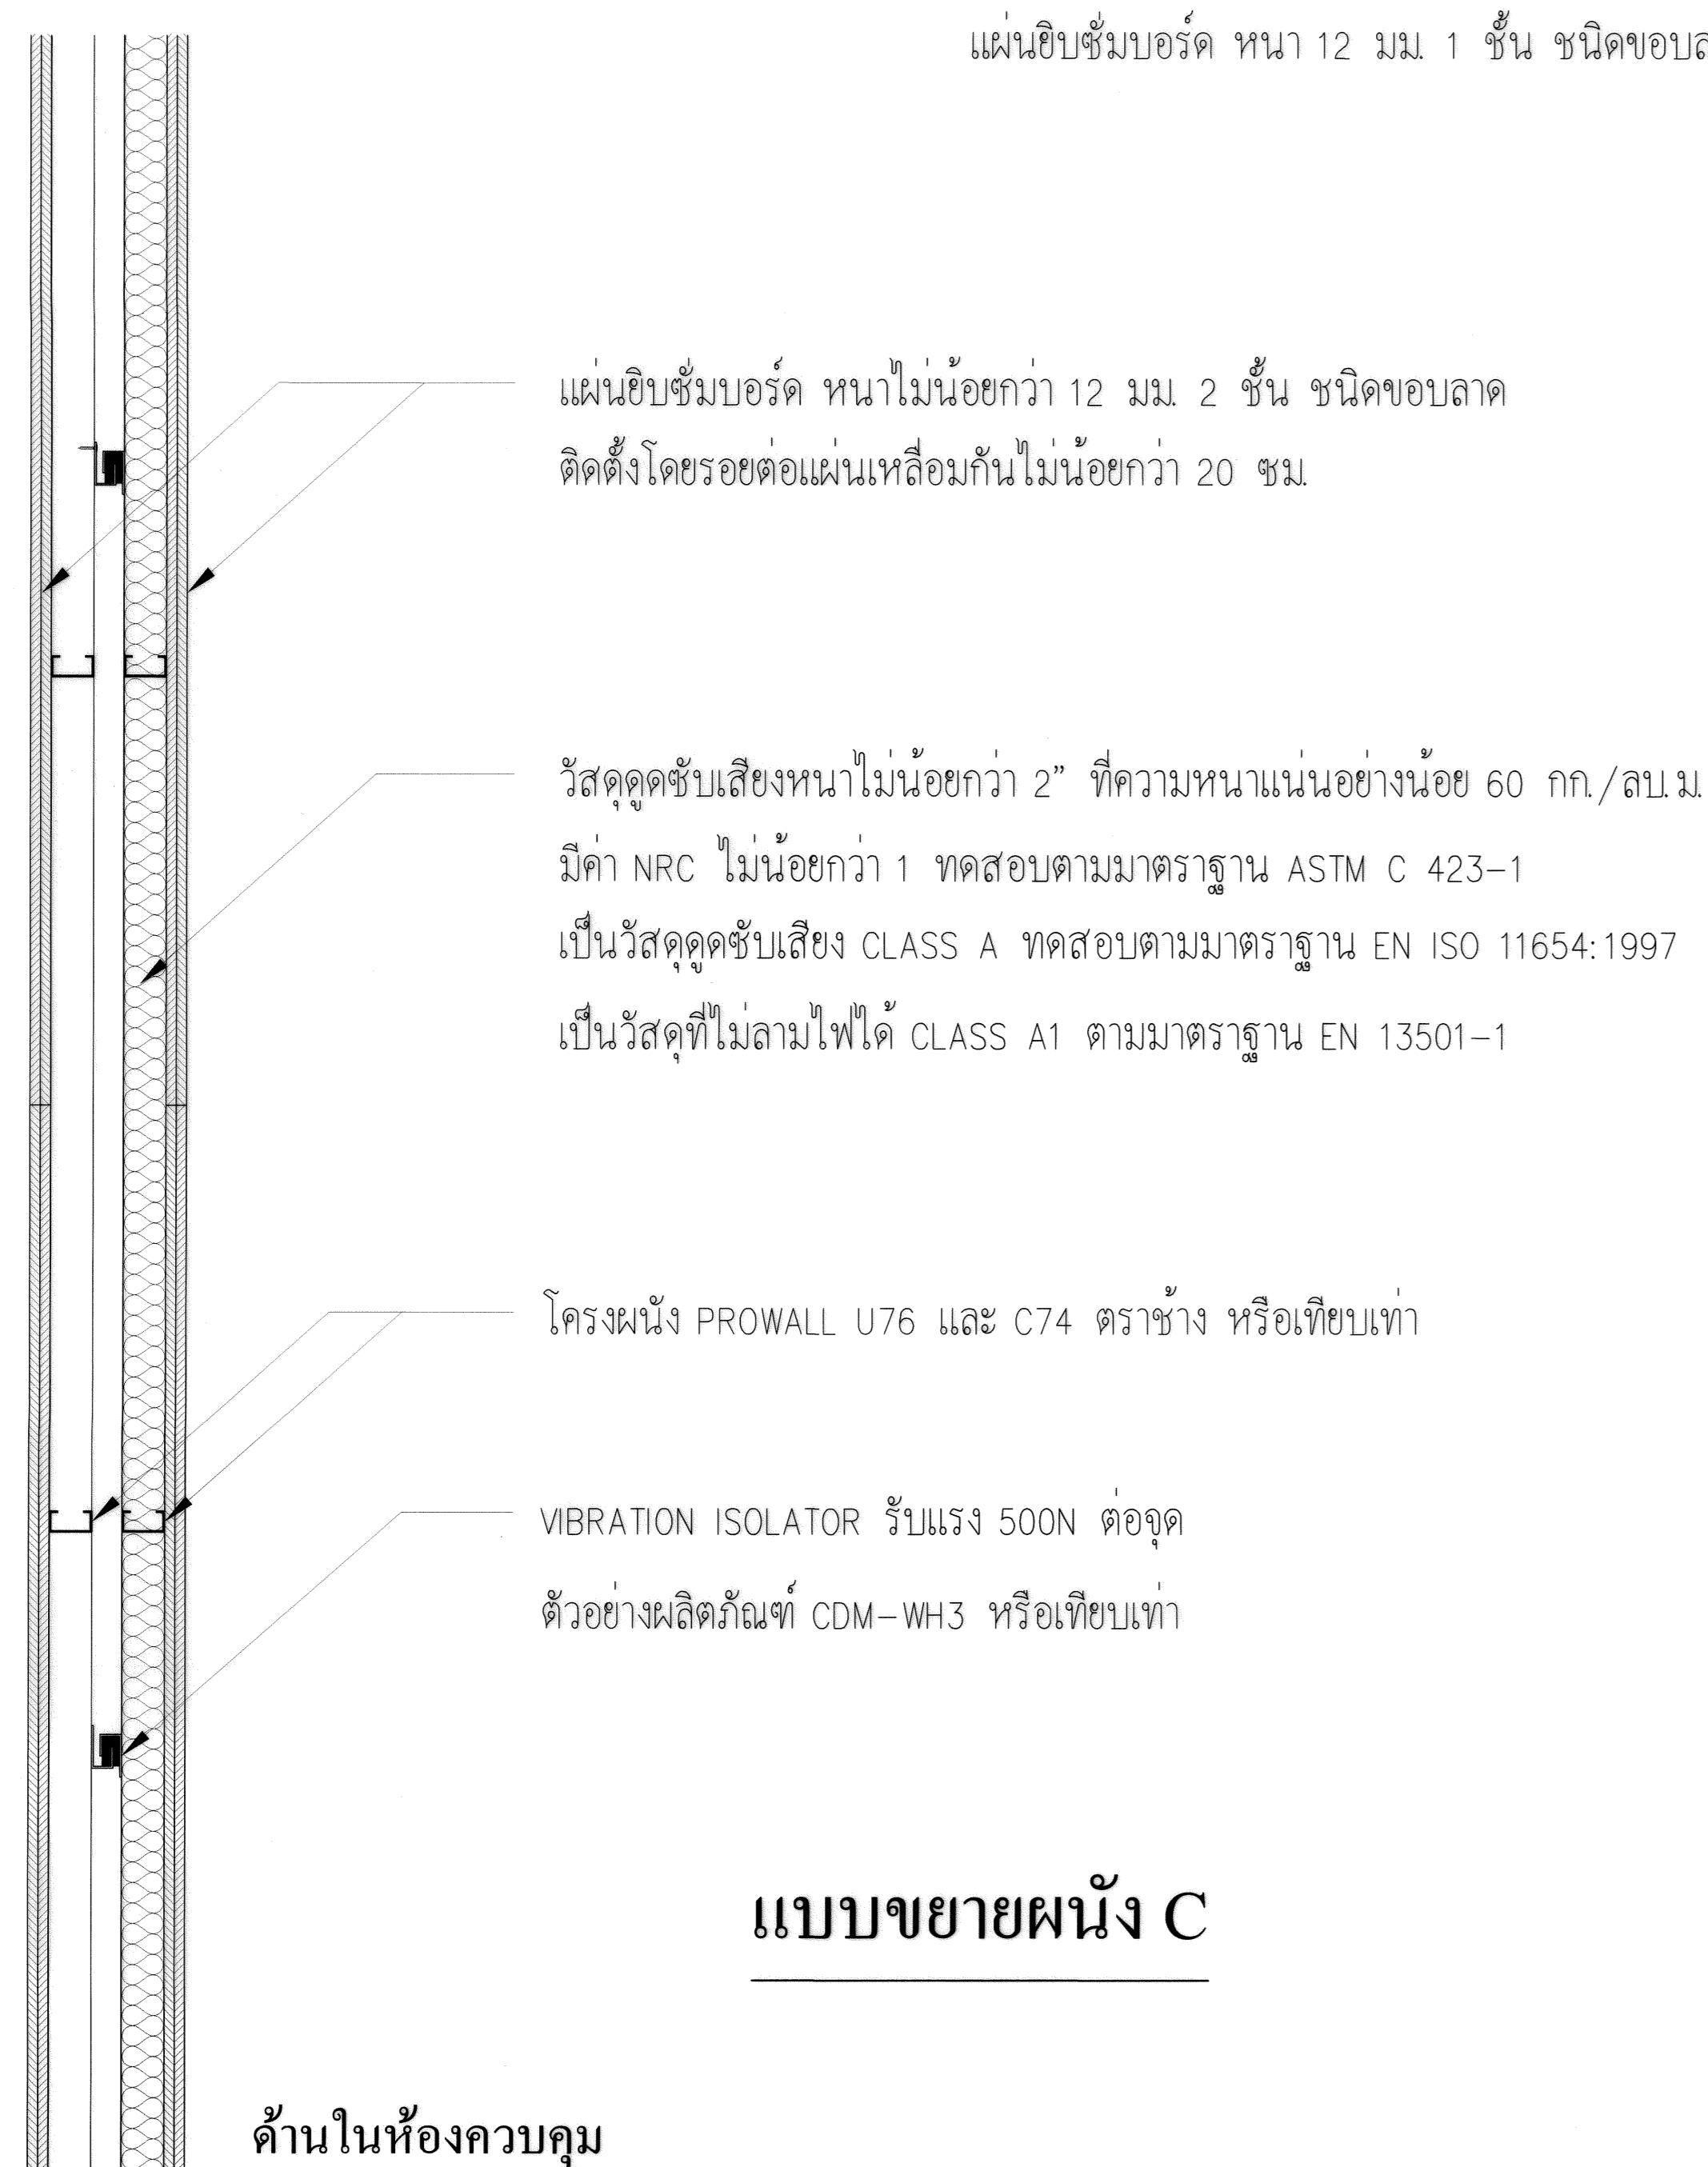 แผ่นยิบซั่มบอร์ด หนา 12 มม. 1 ชั้น ชนิดขอบ
แผ่นยิบซั่มบอร์ด หนาไม่น้อยกว่า 12 มม. 2 ชั้น ชนิดขอบลาด
ติดตั้งโดยรอยต่อแผ่นเหลื่อมกันไม่น้อยกว่า 20 ซม.
วัสดุดูดซับเสียงหนาไม่น้อยกว่า 2" ที่ความหนาแน่นอย่างน้อย 60 กก./ลบ.ม.
มีค่า NRC ไม่น้อยกว่า 1 ทดสอบตามมาตราฐาน ASTM C 423-1
เป็นวัสดุดูดซับเสียง CLASS A ทดสอบตามมาตราฐาน EN ISO 11654:1997
เป็นวัสดุที่ไม่ลามไฟได้ CLASS A1 ตามมาตราฐาน EN 13501-1
โครงผนัง PROWALL U76 และ C74 ตราช้าง หรือเทียบเท่า
VIBRATION ISOLATOR รับแรง 500N ต่อจุด
ตัวอย่างผลิตภัณฑ์ CDM-WH3 หรือเทียบเท่า
แบบขยายผนัง C
ด้านในห้องควบคุม